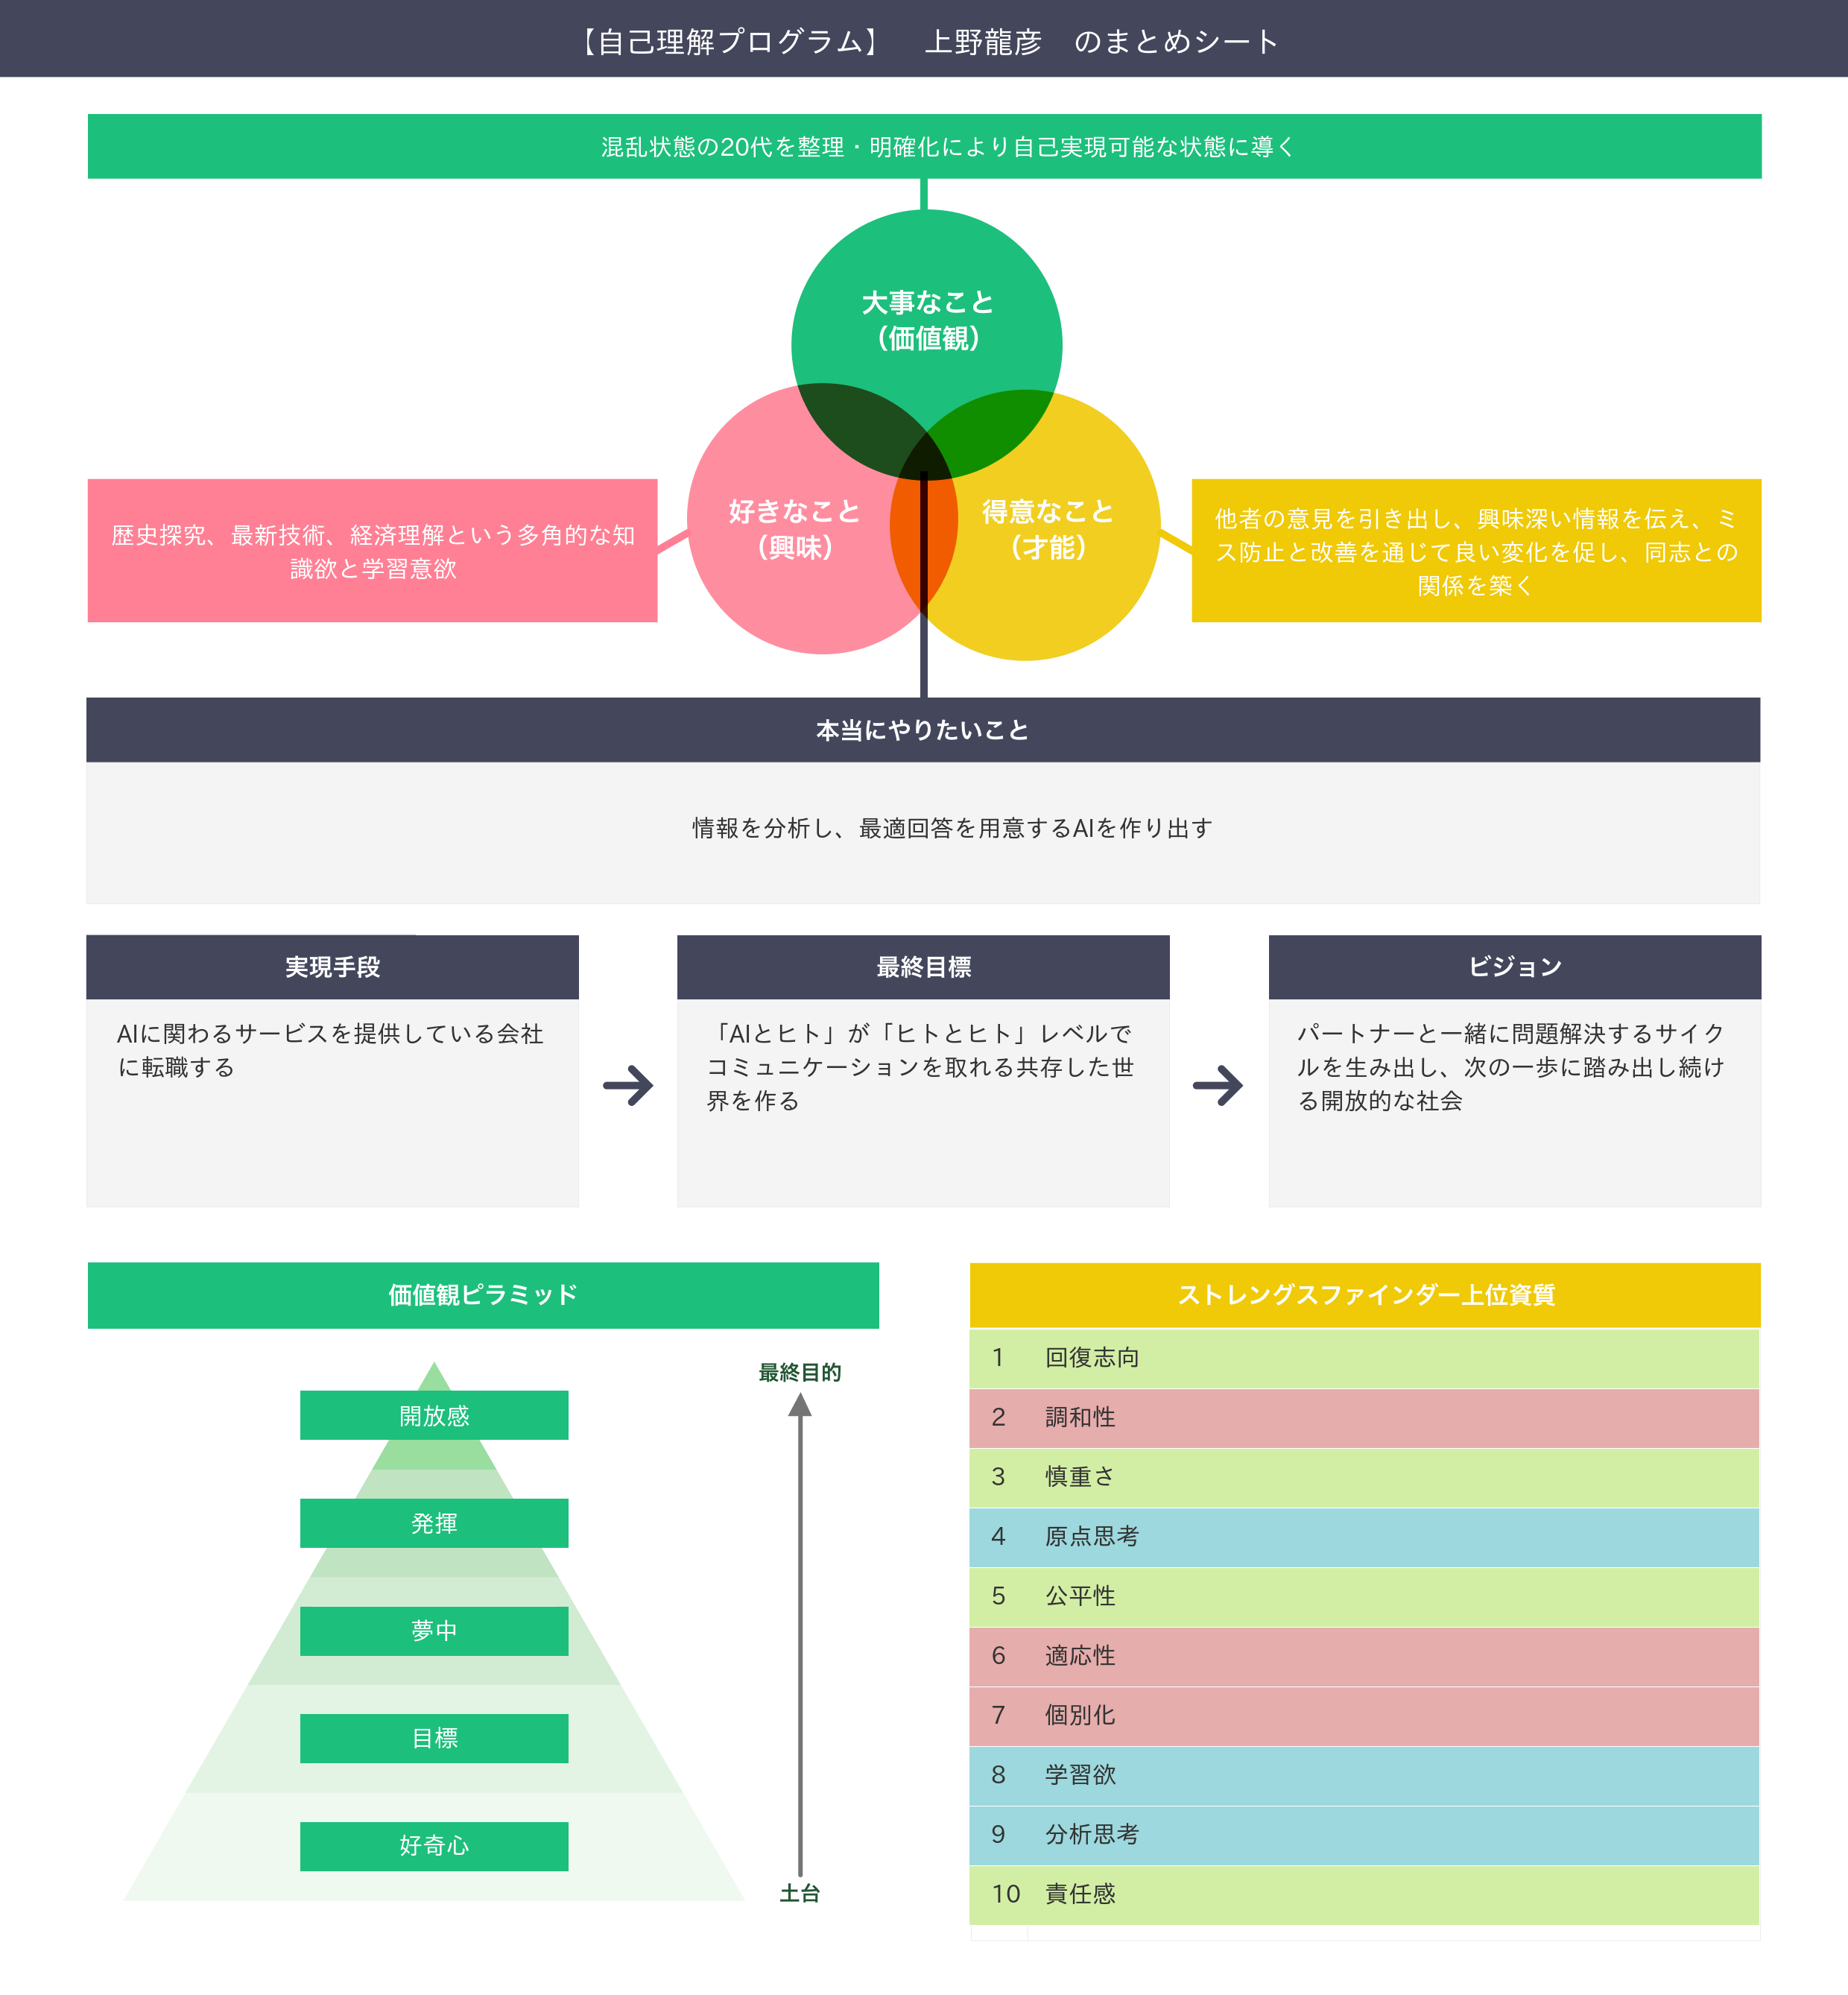 【自己理解プログラム】　上野龍彦　のまとめシート
混乱状態の20代を整理・明確化により自己実現可能な状態に導く
大事なこと
（価値観）
好きなこと
（興味）
得意なこと
（才能）
歴史探究、最新技術、経済理解という多角的な知
識欲と学習意欲
他者の意見を引き出し、興味深い情報を伝え、ミ
ス防止と改善を通じて良い変化を促し、同志との
関係を築く
本当にやりたいこと
情報を分析し、最適回答を用意するAIを作り出す
実現手段
AIに関わるサービスを提供している会社
に転職する
最終目標
「AIとヒト」が「ヒトとヒト」レベルで
コミュニケーションを取れる共存した世
界を作る
ビジョン
パートナーと一緒に問題解決するサイク
ルを生み出し、次の一歩に踏み出し続け
る開放的な社会
価値観ピラミッド
最終目的
開放感
発揮
夢中
目標
好奇心
土台
ストレングスファインダー上位資質
1 回復志向
2 調和性
3 慎重さ
4 原点思考
5 公平性
6 適応性
7 個別化
8 学習欲
9 分析思考
10 責任感